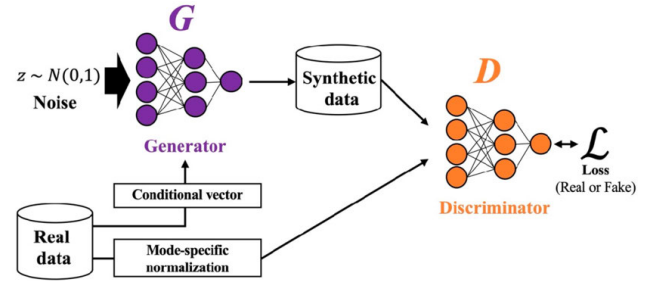 G
z ~ N(0,1)
Noise
Generator
Synthetic
data
D
ℒ
Loss
(Real or Fake)
Discriminator
Conditional vector
Real
data
Mode-specific
normalization